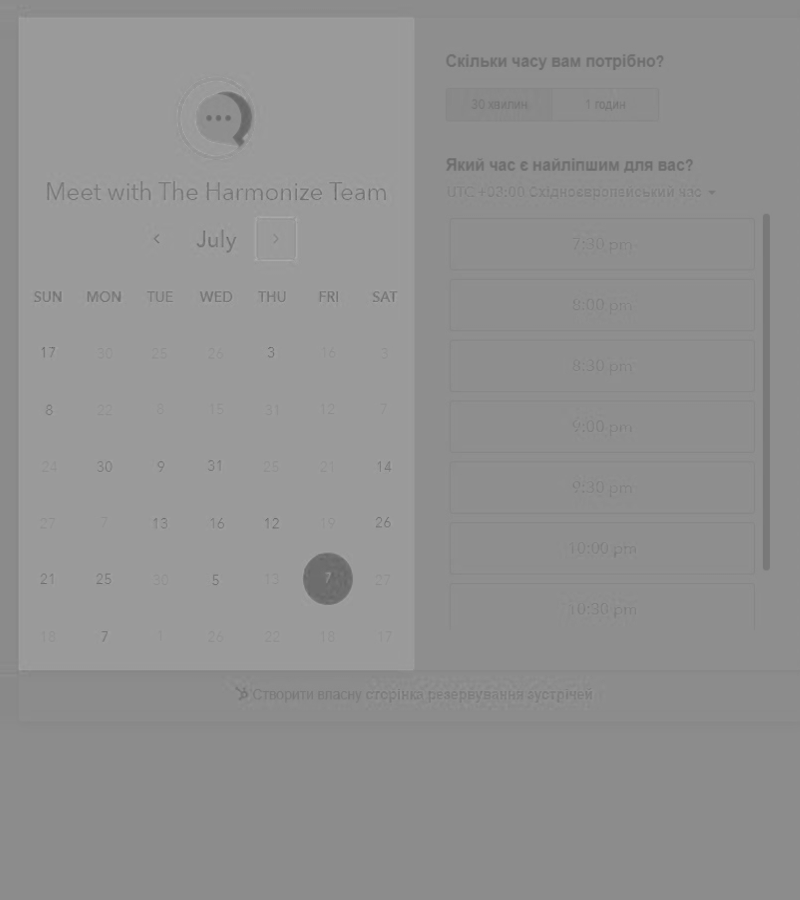 Meet with The Harmonize Team
July
SUN MON TUE WED THU FRI SAT
17 30 25 26 3 16 3
8 22 8 15 31 12 7
24 30 9 31 25 21 14
27 7 13 16 12 19 26
21 25 30 5 13 7 27
18 7 1 26 22 18 17
Скільки часу вам потрібно?
30 хвилин 1 годин
Який час є найліпшим для вас?
UTC +03:00 Східноєвропейський час
7:30 pm
8:00 pm
8:30 pm
9:00 pm
9:30 pm
10:00 pm
10:30 pm
Створити власну сторінка резервування зустрічей